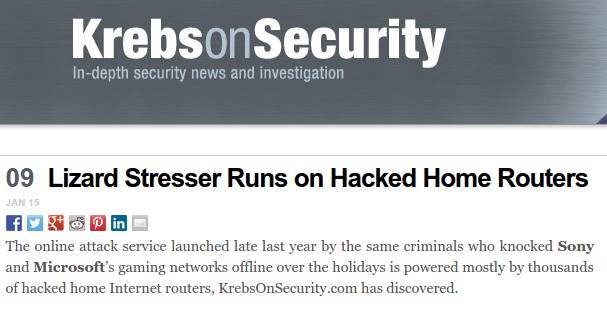 KrebsonSecurity
In-depth security news and investigation
09 Lizard Stresser Runs on Hacked Home Routers
JAN 15
The online attack service launched late last year by the same criminals who knocked Sony
and Microsoft's gaming networks offline over the holidays is powered mostly by thousands
of hacked home Internet routers, KrebsOnSecurity.com has discovered.